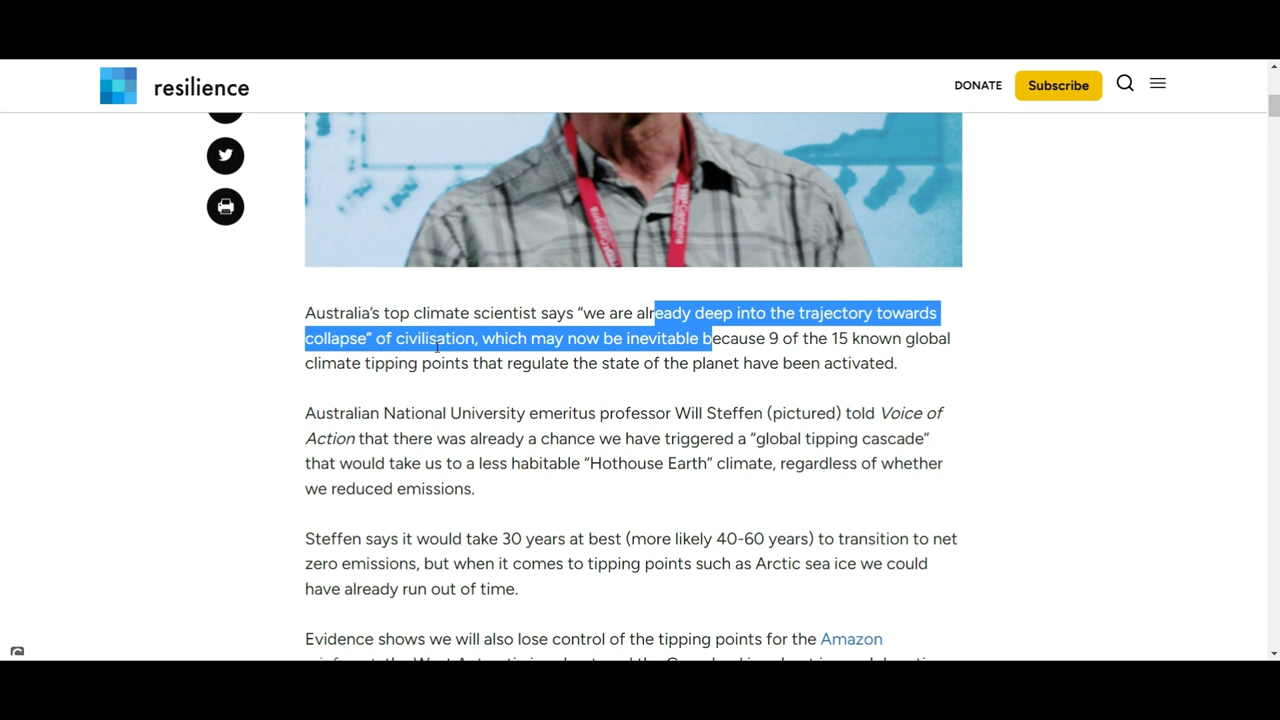 resilience
DONATE
Subscribe
Australia's top climate scientist says “we are already deep into the trajectory towards
collapse” of civilisation, which may now be inevitable because 9 of the 15 known global
climate tipping points that regulate the state of the planet have been activated.
Australian National University emeritus professor Will Steffen (pictured) told Voice of
Action that there was already a chance we have triggered a “global tipping cascade”
that would take us to a less habitable “Hothouse Earth” climate, regardless of whether
we reduced emissions.
Steffen says it would take 30 years at best (more likely 40-60 years) to transition to net
zero emissions, but when it comes to tipping points such as Arctic sea ice we could
have already run out of time.
Evidence shows we will also lose control of the tipping points for the Amazon